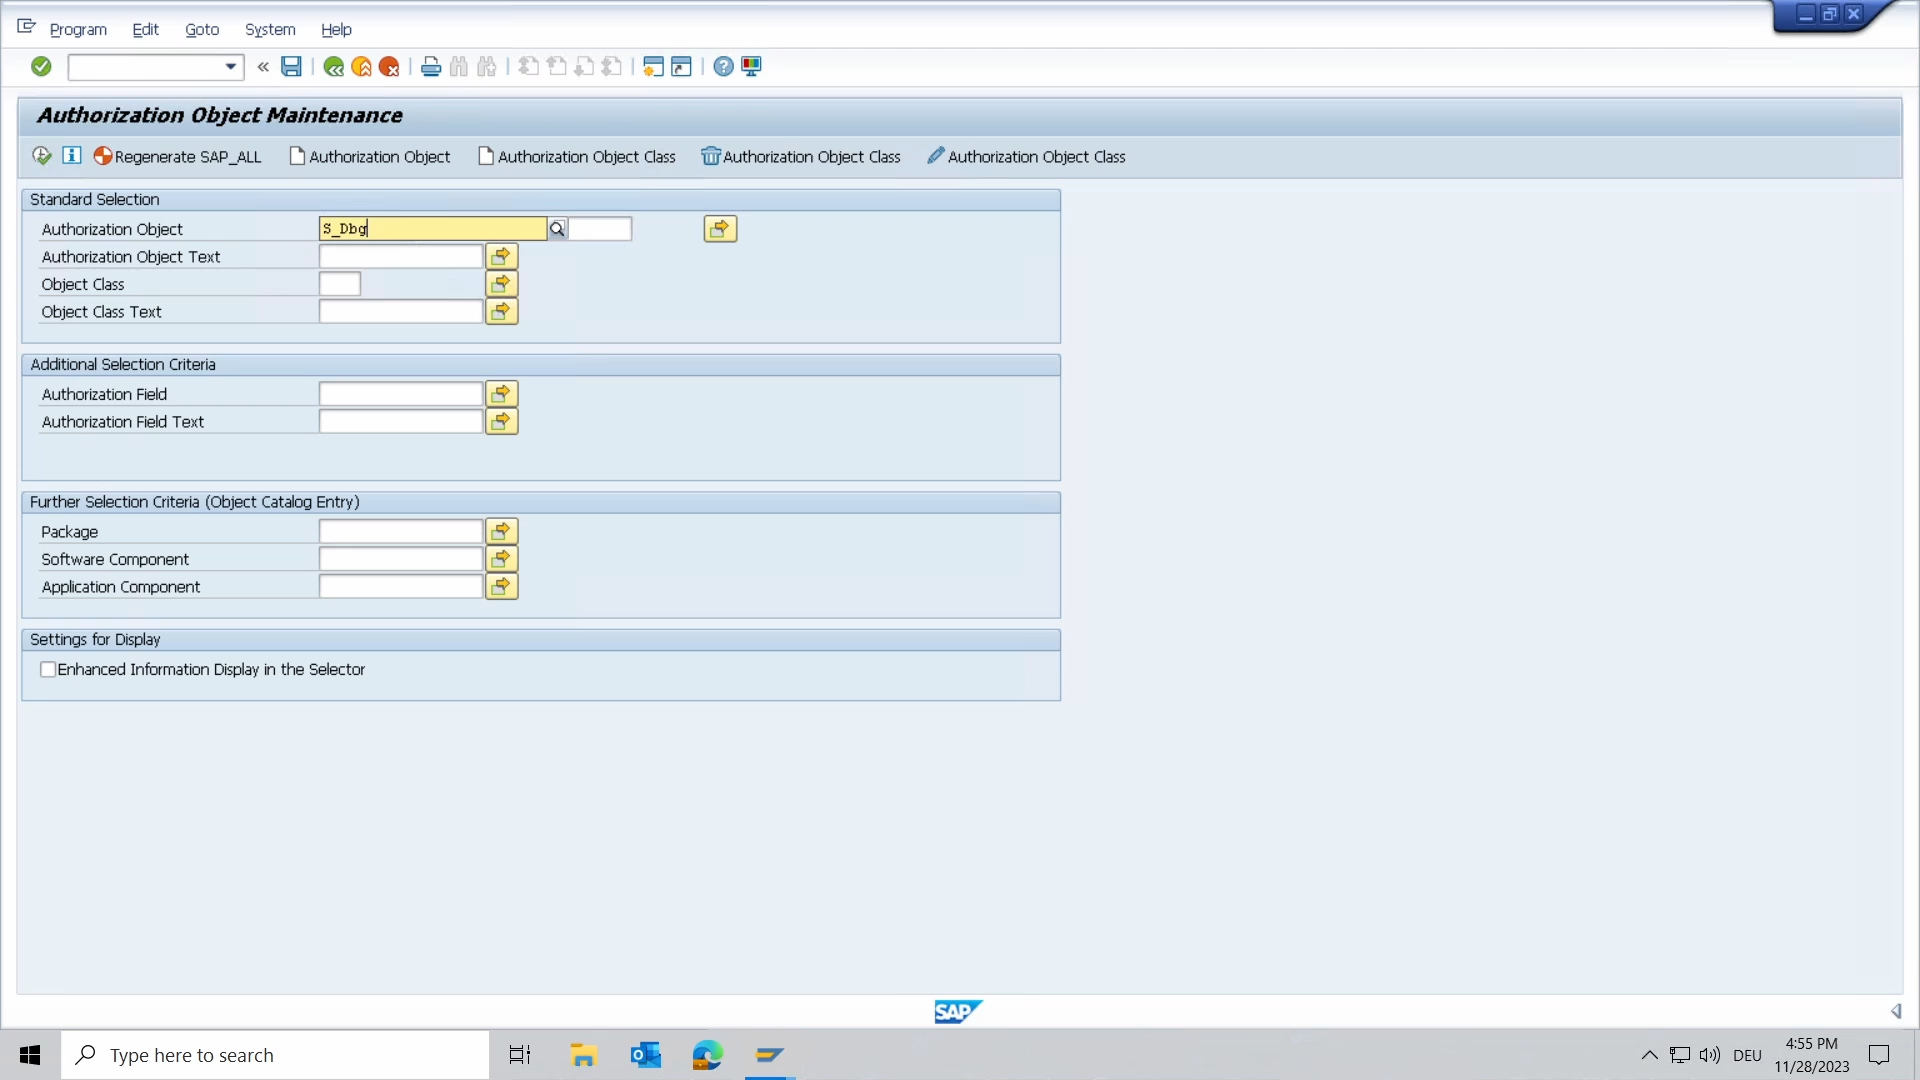 Program Edit Goto System Help
Authorization Object Maintenance
Regenerate SAP_ALL Authorization Object Authorization Object Class Authorization Object Class Authorization Object Class
Standard Selection
Authorization Object S_Dbg
Authorization Object Text
Object Class
Object Class Text
Additional Selection Criteria
Authorization Field
Authorization Field Text
Further Selection Criteria (Object Catalog Entry)
Package
Software Component
Application Component
Settings for Display
Enhanced Information Display in the Selector
SAP
Type here to search DEU 4:55 PM
11/28/2023